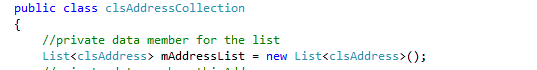 public class clsAddressCollection
{
//private data member for the list
List<clsAddress> mAddressList = new List<clsAddress>();